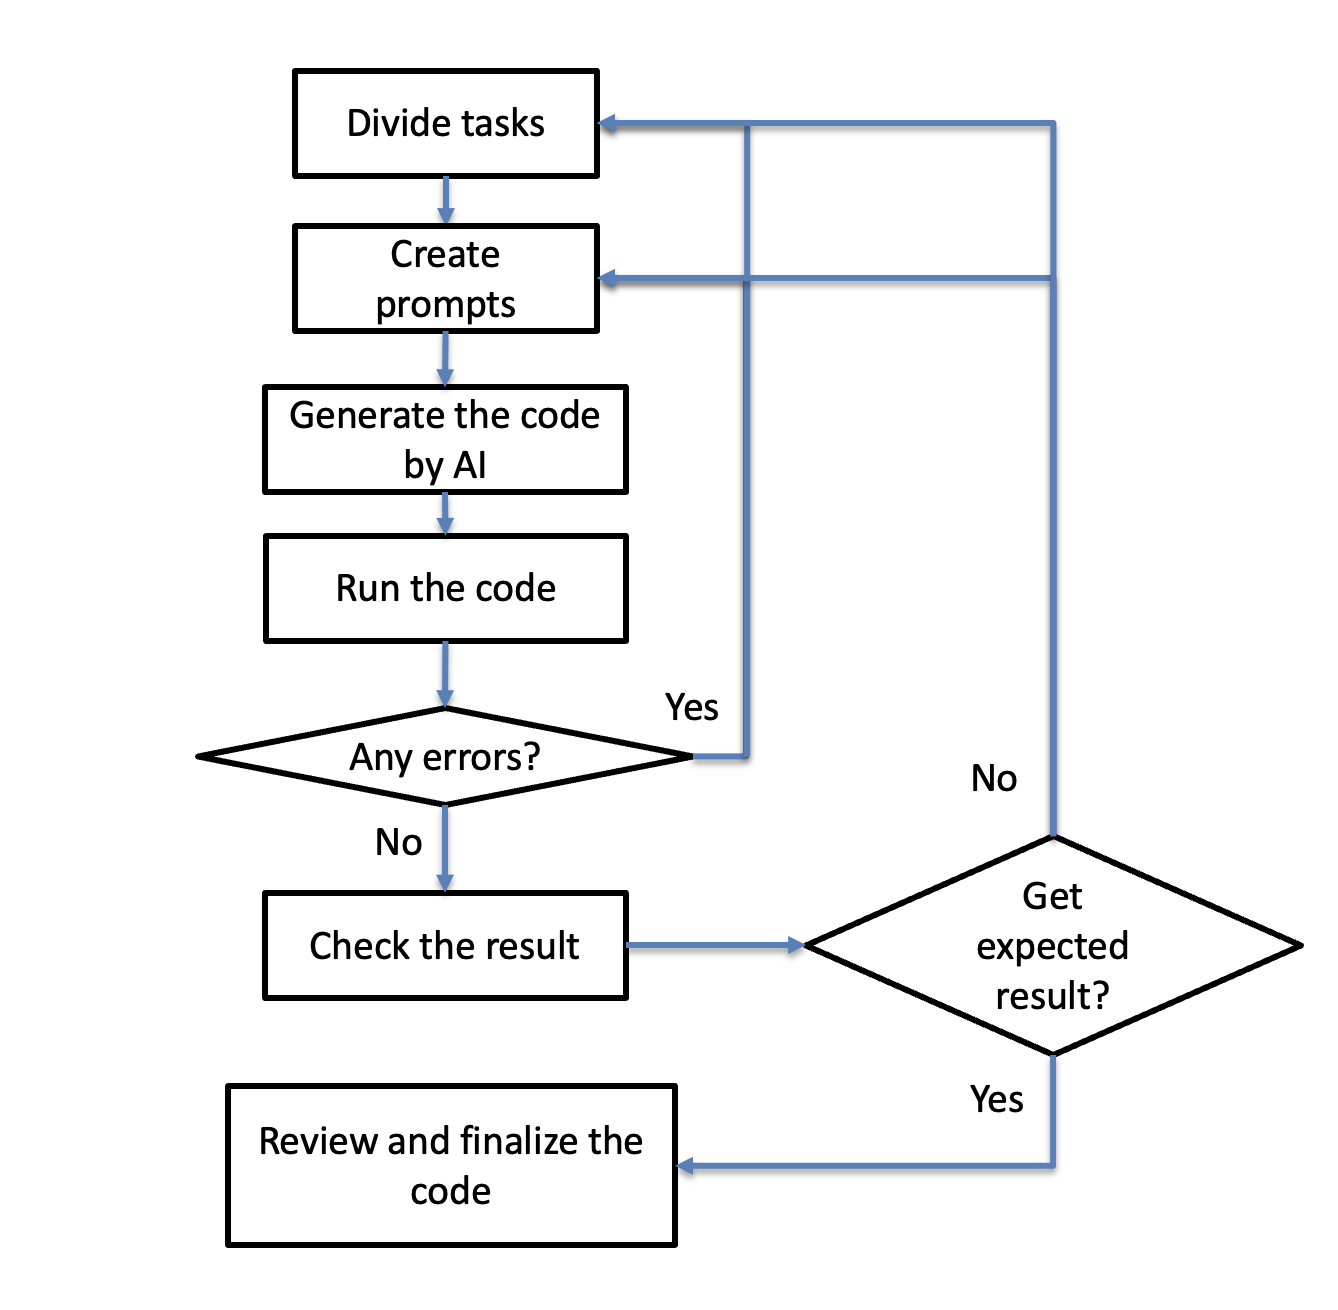 Divide tasks
Create
prompts
Generate the code
by AI
Run the code
Yes
Any errors?
No
No
Check the result
Get
expected
result?
Yes
Review and finalize the
code